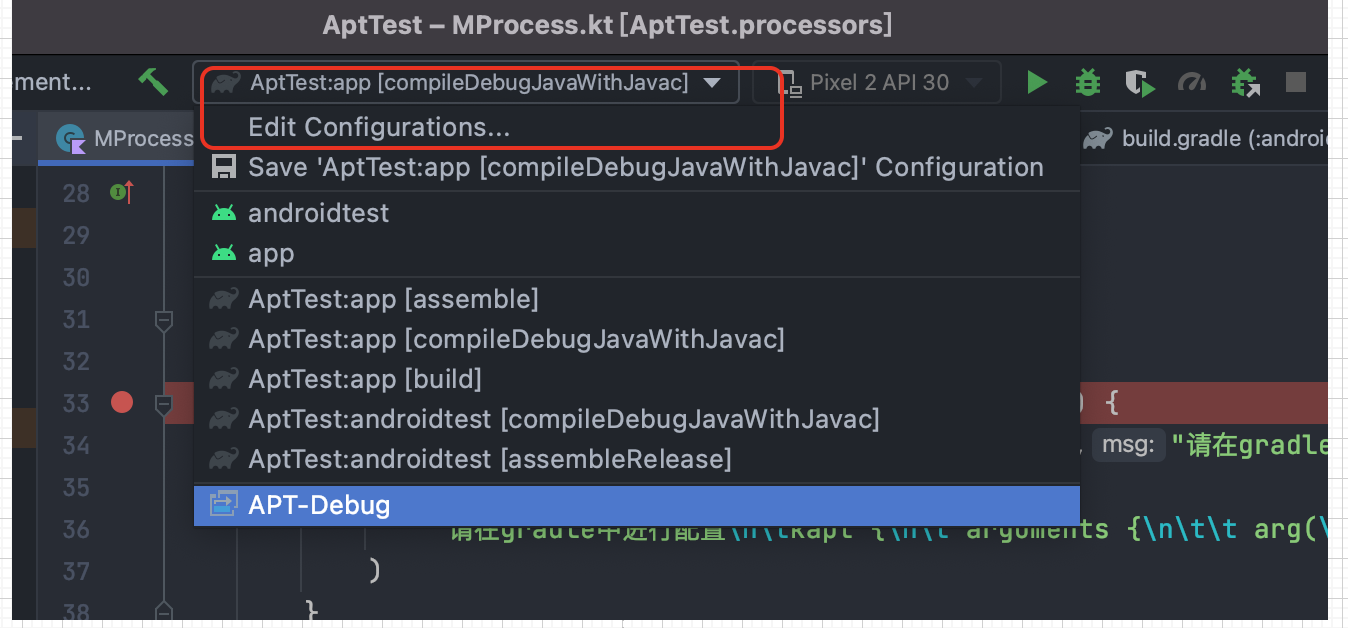 AptTest – MProcess.kt [AptTest.processors]
ment... AptTest:app [compileDebugJavaWithJavac] Pixel 2 API 30
Edit Configurations...
MProcess build.gradle (:androi
Save 'AptTest:app [compileDebugJavaWithJavac]' Configuration
28
androidtest
29
app
30
AptTest:app [assemble]
31
AptTest:app [compileDebugJavaWithJavac]
32
AptTest:app [build]
33 ) {
AptTest:androidtest [compileDebugJavaWithJavac]
34 , msg: "请在gradle
AptTest:androidtest [assembleRelease]
35
APT-Debug
36 请在gradle中进行配置\n\tkapt {\n\t arguments {\n\t\t arg(\
37 )
38 }